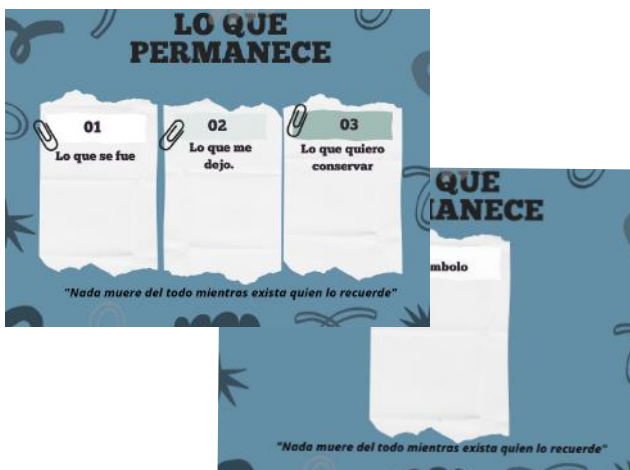 LO QUE
PERMANECE
01
Lo que se fue
02
Lo que me
dejo.
03
Lo que quiero
conservar
"Nada muere del todo mientras exista quien lo recuerde"
QUE
ANECE
mbolo
"Nada muere del todo mientras exista quien lo recuerde"